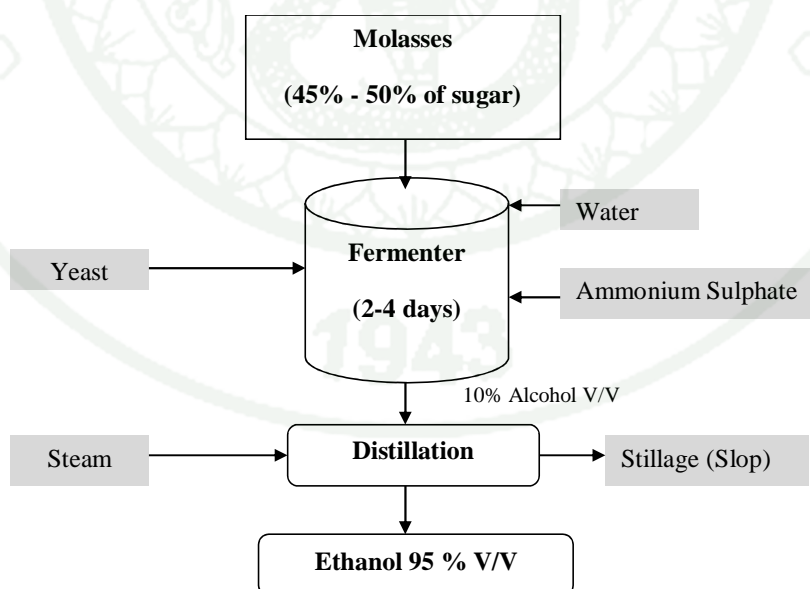 Molasses
(45% - 50% of sugar)
Water
Fermenter
Yeast
Ammonium Sulphate
(2-4 days)
1943
10% Alcohol V/V
Steam
Distillation
Stillage (Slop)
Ethanol 95 % V/V